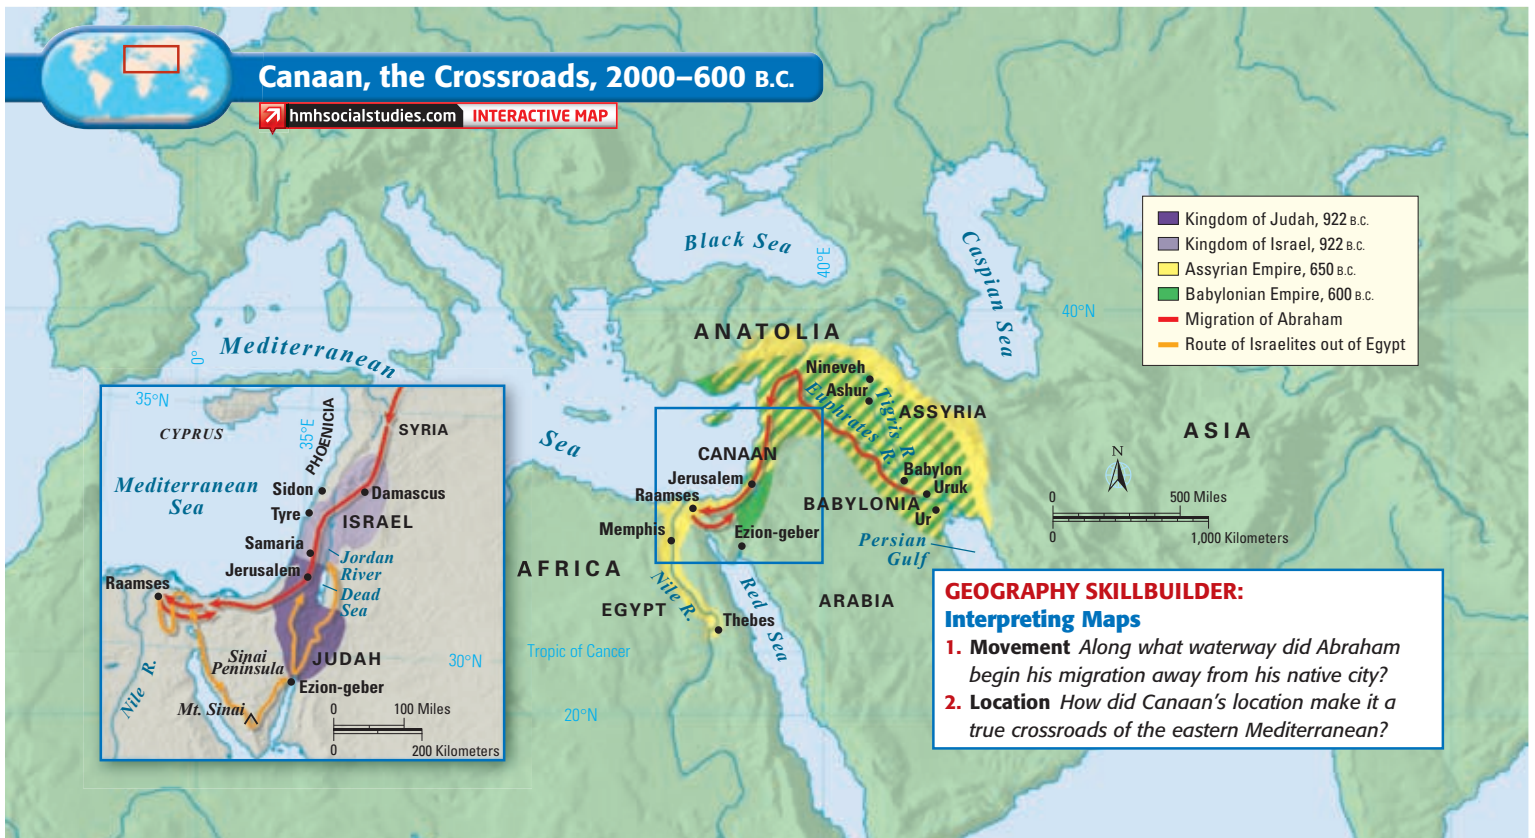 Canaan, the Crossroads, 2000–600 B.C.
hmhsocialstudies.com INTERACTIVE MAP
Kingdom of Judah, 922 B.C.
Kingdom of Israel, 922 B.C.
Assyrian Empire, 650 B.C.
Babylonian Empire, 600 B.C.
Migration of Abraham
Route of Israelites out of Egypt
Black Sea
40°E
Caspian Sea
40°N
ANATOLIA
Mediterranean
Sea
0°
Nineveh
Ashur
Tigris R.
Euphrates R.
ASSYRIA
ASIA
CANAAN
Jerusalem
Raamses
Babylon
Uruk
BABYLONIA
Ur
Memphis
Ezion-geber
Persian
Gulf
AFRICA
Nile R.
EGYPT
Red Sea
ARABIA
Thebes
Tropic of Cancer
20°N
N
0 500 Miles
0 1,000 Kilometers
35°N
CYPRUS
35°E
PHOENICIA
SYRIA
Mediterranean
Sea
Sidon
Damascus
Tyre
ISRAEL
Samaria
Jordan
River
Jerusalem
Dead
Sea
Raamses
Sinai
Peninsula
JUDAH
30°N
Nile R.
Ezion-geber
Mt. Sinai
0 100 Miles
0 200 Kilometers
GEOGRAPHY SKILLBUILDER:
Interpreting Maps
1. Movement Along what waterway did Abraham
begin his migration away from his native city?
2. Location How did Canaan's location make it a
true crossroads of the eastern Mediterranean?